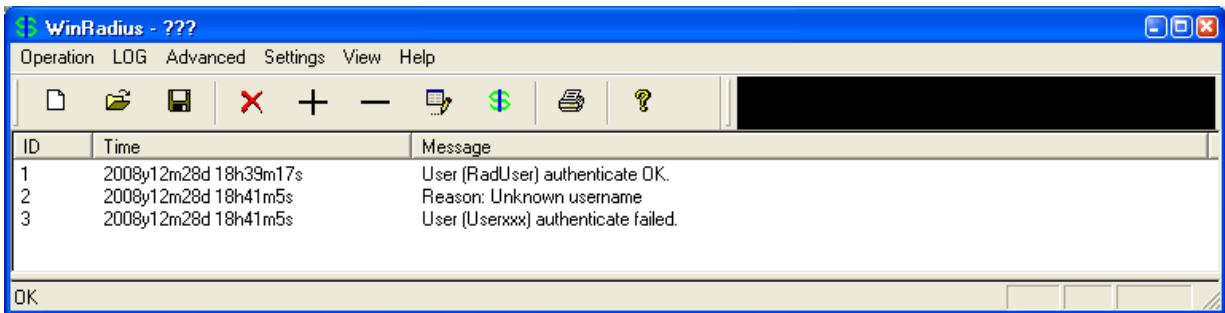 WinRadius - ???
Operation LOG Advanced Settings View Help
ID Time Message
1 2008y12m28d 18h39m17s User (RadUser) authenticate OK.
2 2008y12m28d 18h41m5s Reason: Unknown username
3 2008y12m28d 18h41m5s User (Userxxx) authenticate failed.
OK